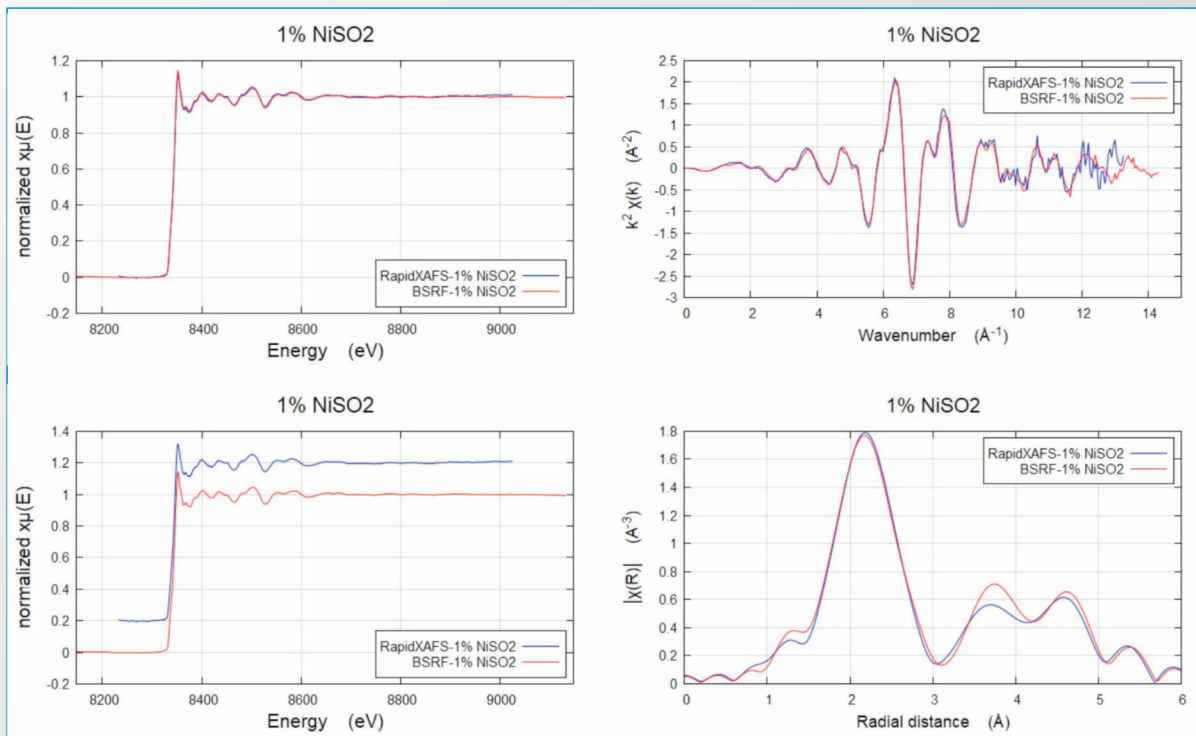 1% NiSO2
normalized xμ(E)
1.2
1
0.8
0.6
0.4
0.2
0
-0.2
RapidXAFS-1% NiSO2
BSRF-1% NiSO2
8200 8400 8600 8800 9000
Energy (eV)
1% NiSO2
k² χ(k) (A⁻²)
2.5
2
1.5
1
0.5
0
-0.5
-1
-1.5
-2
-2.5
-3
RapidXAFS-1% NiSO2
BSRF-1% NiSO2
0 2 4 6 8 10 12 14
Wavenumber (Å⁻¹)
1% NiSO2
normalized xμ(E)
1.4
1.2
1
0.8
0.6
0.4
0.2
0
-0.2
RapidXAFS-1% NiSO2
BSRF-1% NiSO2
8200 8400 8600 8800 9000
Energy (eV)
1% NiSO2
|χ(R)| (A⁻³)
1.8
1.6
1.4
1.2
1
0.8
0.6
0.4
0.2
0
RapidXAFS-1% NiSO2
BSRF-1% NiSO2
0 1 2 3 4 5 6
Radial distance (Å)